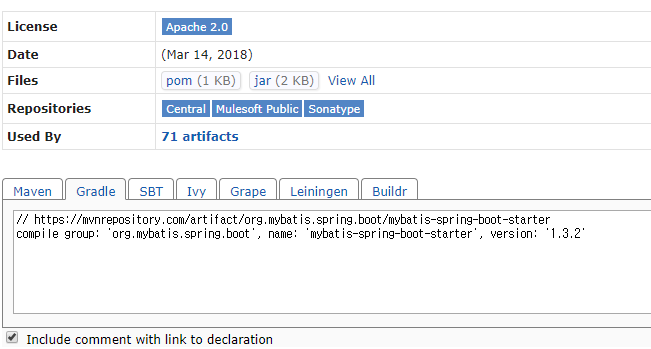 License Apache 2.0
Date (Mar 14, 2018)
Files pom (1 KB) jar (2 KB) View All
Repositories Central Mulesoft Public Sonatype
Used By 71 artifacts
Maven Gradle SBT Ivy Grape Leiningen Buildr
// https://mvnrepository.com/artifact/org.mybatis.spring.boot/mybatis-spring-boot-starter
compile group: 'org.mybatis.spring.boot', name: 'mybatis-spring-boot-starter', version: '1.3.2'
Include comment with link to declaration